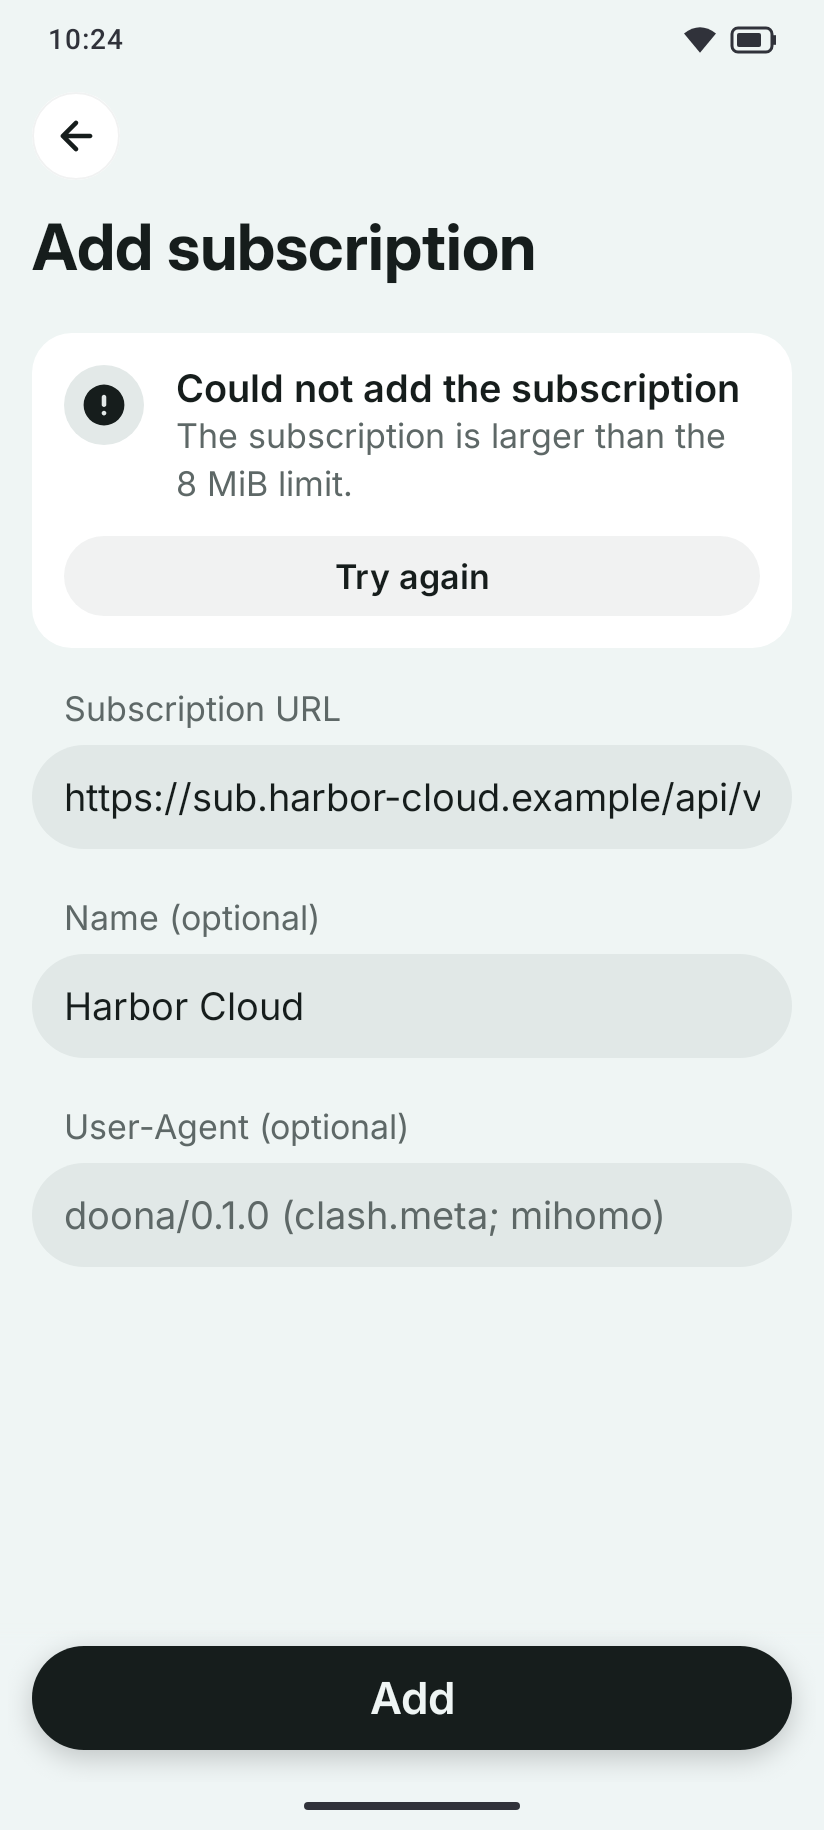 10:24
Add subscription
Could not add the subscription
The subscription is larger than the
8 MiB limit.
Try again
Subscription URL
https://sub.harbor-cloud.example/api/v
Name (optional)
Harbor Cloud
User-Agent (optional)
doona/0.1.0 (clash.meta; mihomo)
Add